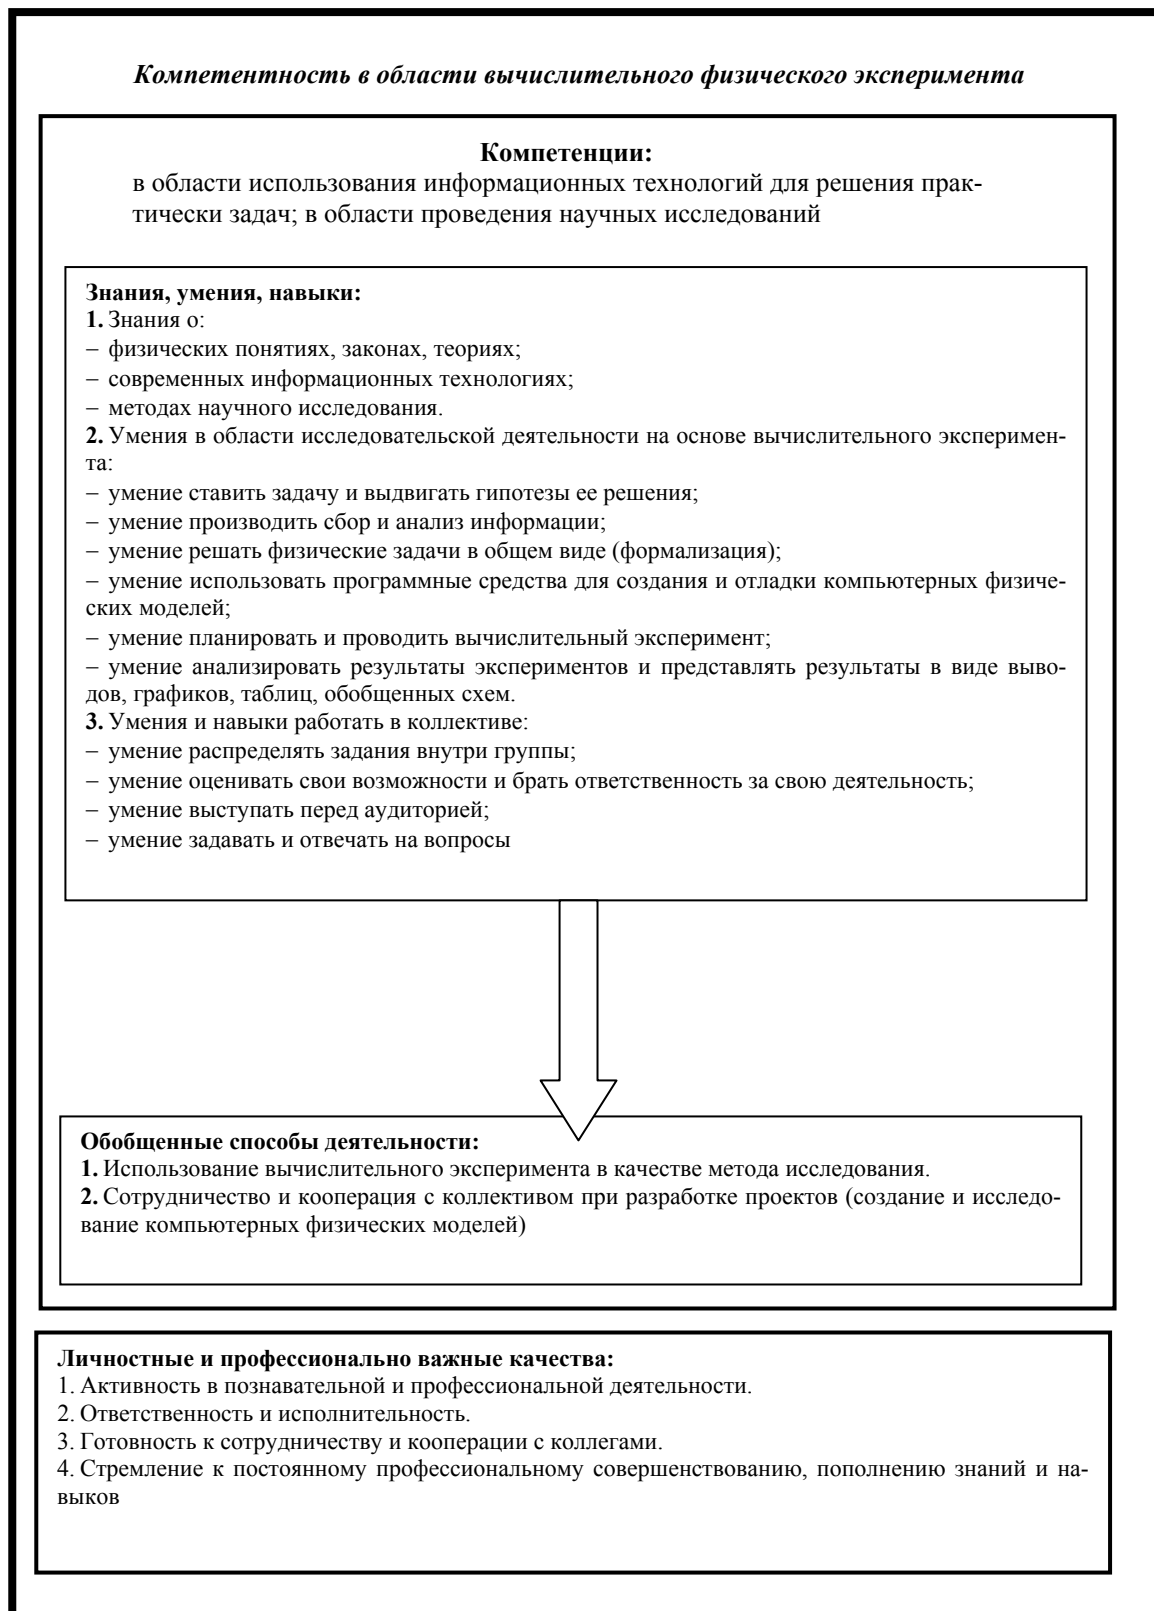 Компетентность в области вычислительного физического эксперимента
Компетенции:
в области использования информационных технологий для решения прак-
тически задач; в области проведения научных исследований
Знания, умения, навыки:
1. Знания о:
– физических понятиях, законах, теориях;
– современных информационных технологиях;
– методах научного исследования.
2. Умения в области исследовательской деятельности на основе вычислительного эксперимен-
та:
– умение ставить задачу и выдвигать гипотезы ее решения;
– умение производить сбор и анализ информации;
– умение решать физические задачи в общем виде (формализация);
– умение использовать программные средства для создания и отладки компьютерных физиче-
ских моделей;
– умение планировать и проводить вычислительный эксперимент;
– умение анализировать результаты экспериментов и представлять результаты в виде выво-
дов, графиков, таблиц, обобщенных схем.
3. Умения и навыки работать в коллективе:
– умение распределять задания внутри группы;
– умение оценивать свои возможности и брать ответственность за свою деятельность;
– умение выступать перед аудиторией;
– умение задавать и отвечать на вопросы
Обобщенные способы деятельности:
1. Использование вычислительного эксперимента в качестве метода исследования.
2. Сотрудничество и кооперация с коллективом при разработке проектов (создание и исследо-
вание компьютерных физических моделей)
Личностные и профессионально важные качества:
1. Активность в познавательной и профессиональной деятельности.
2. Ответственность и исполнительность.
3. Готовность к сотрудничеству и кооперации с коллегами.
4. Стремление к постоянному профессиональному совершенствованию, пополнению знаний и на-
выков